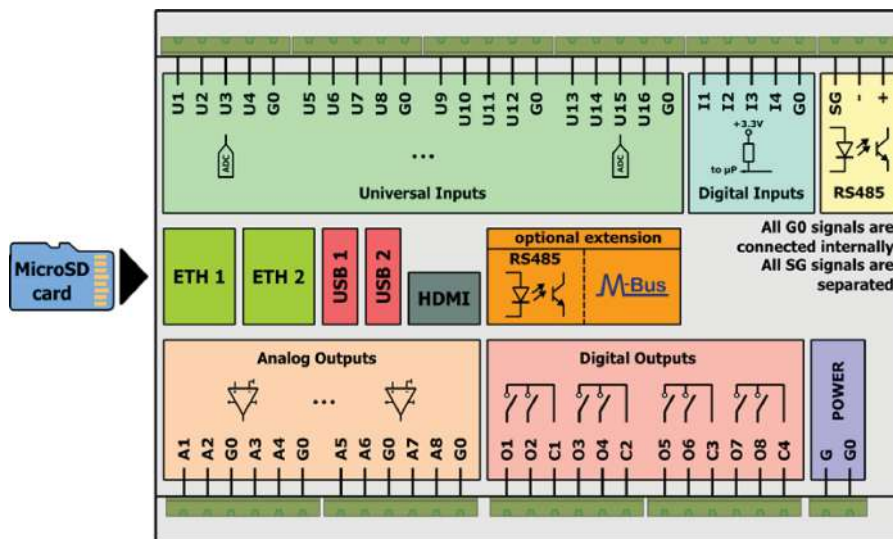 U1 U2 U3 U4 G0 U5 U6 U7 U8 G0 U9 U10 U11 U12 G0 U13 U14 U15 U16 G0
ADC
...
ADC
Universal Inputs
I1 I2 I3 I4 G0
+3.3V
to µP
Digital Inputs
SG - +
RS485
All G0 signals are
connected internally
All SG signals are
separated
MicroSD
card
ETH 1
ETH 2
USB 1
USB 2
HDMI
optional extension
RS485
M-Bus
Analog Outputs
...
A1 A2 G0 A3 A4 G0 A5 A6 G0 A7 A8 G0
Digital Outputs
O1 O2 C1 O3 O4 C2 O5 O6 C3 O7 O8 C4
POWER
G G0